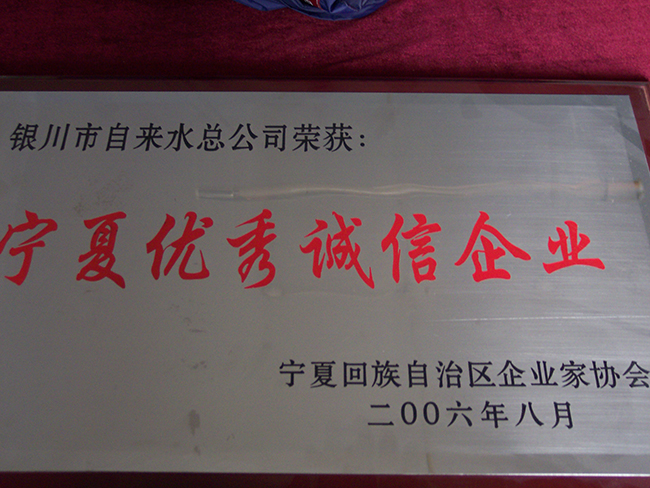 银川市自来水总公司荣获：
宁夏优秀诚信企业
宁夏回族自治区企业家协会
二00六年八月